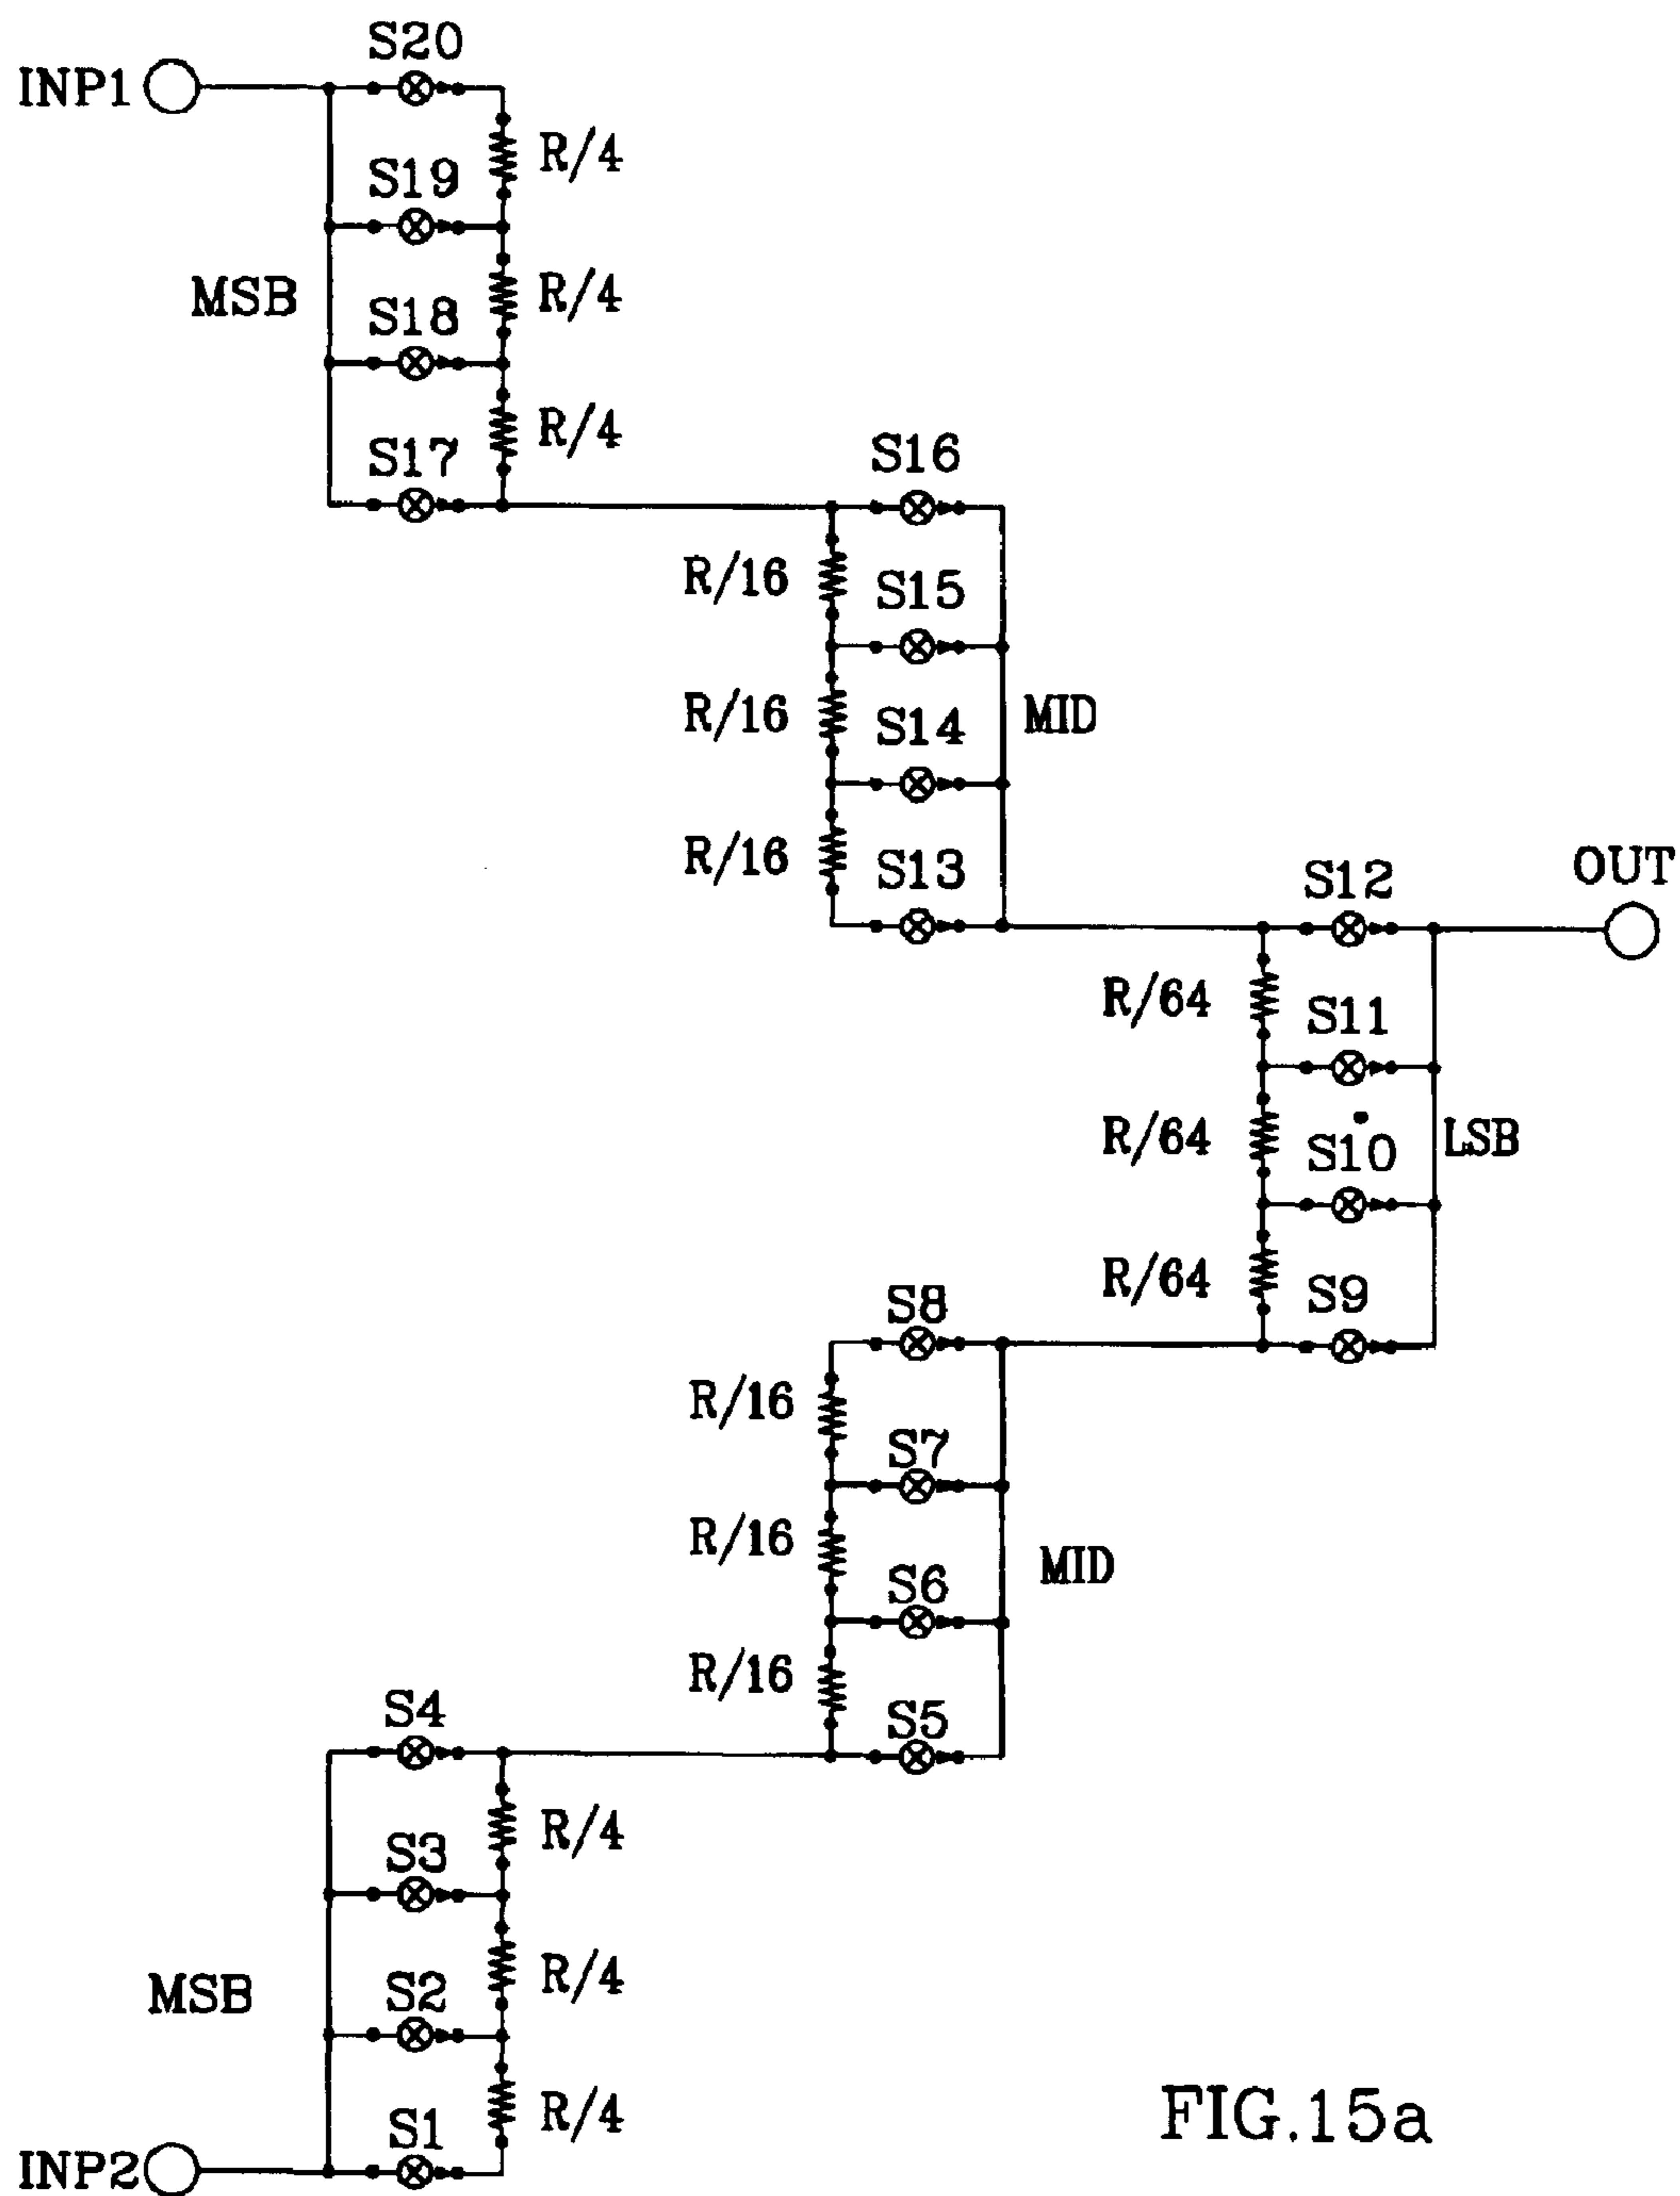 S20
INP1
R/4
S19
MSB
R/4
S18
R/4
S17
S16
R/16
S15
R/16
S14
MID
R/16
S13
S12
OUT
R/64
S11
R/64
S10
LSB
R/64
S9
S8
R/16
S7
R/16
S6
MID
R/16
S5
S4
R/4
S3
MSB
S2
R/4
R/4
S1
INP2
FIG.15a